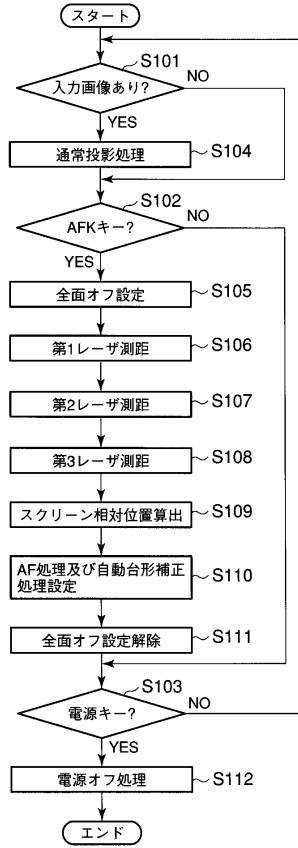 スタート
S101
入力画像あり?
NO
YES
通常投影処理
S104
S102
AFKキー?
NO
YES
全面オフ設定
S105
第1レーザ測距
S106
第2レーザ測距
S107
第3レーザ測距
S108
スクリーン相対位置算出
S109
AF処理及び自動台形補正
処理設定
S110
全面オフ設定解除
S111
S103
電源キー?
NO
YES
電源オフ処理
S112
エンド